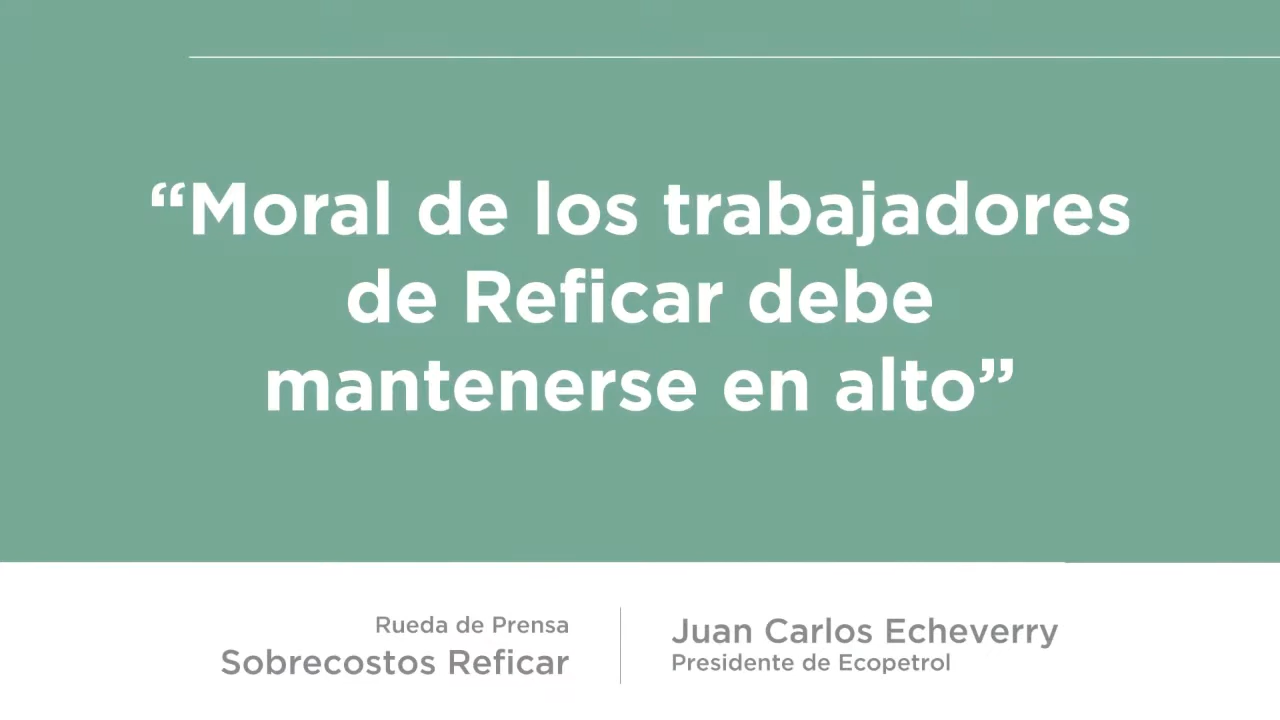 “Moral de los trabajadores
de Reficar debe
mantenerse en alto”
Rueda de Prensa
Sobrecostos Reficar
Juan Carlos Echeverry
Presidente de Ecopetrol